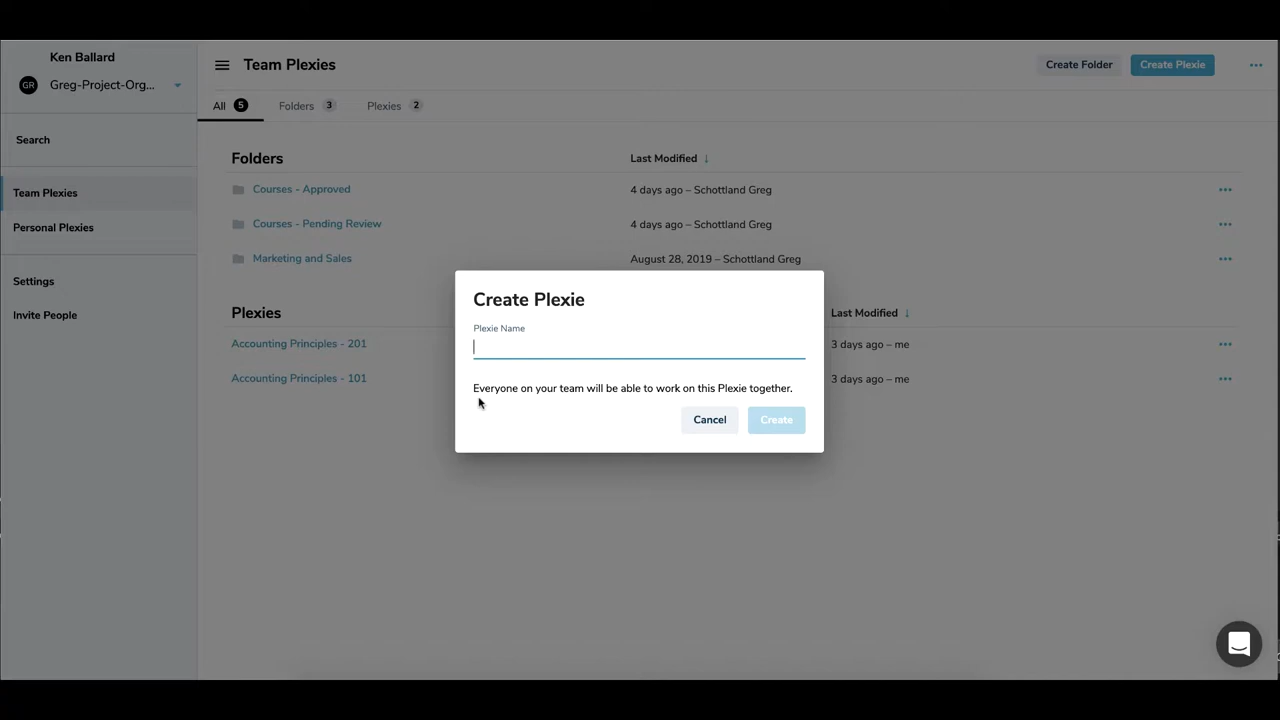 Ken Ballard
GR Greg-Project-Org...
Search
Team Plexies
Personal Plexies
Settings
Invite People
Team Plexies
Create Folder
Create Plexie
All 5
Folders 3
Plexies 2
Folders Last Modified ↓
Courses - Approved 4 days ago – Schottland Greg
Courses - Pending Review 4 days ago – Schottland Greg
Marketing and Sales August 28, 2019 – Schottland Greg
Plexies Last Modified ↓
Accounting Principles - 201 3 days ago – me
Accounting Principles - 101 3 days ago – me
Create Plexie
Plexie Name
Everyone on your team will be able to work on this Plexie together.
Cancel
Create